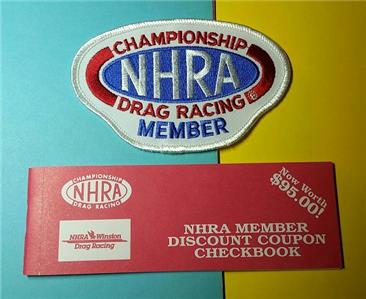 CHAMPIONSHIP
NHRA
DRAG RACING ®
MEMBER
CHAMPIONSHIP
NHRA
DRAG RACING
Now Worth
$95.00!
NHRA Winston
Drag Racing
NHRA MEMBER
DISCOUNT COUPON
CHECKBOOK